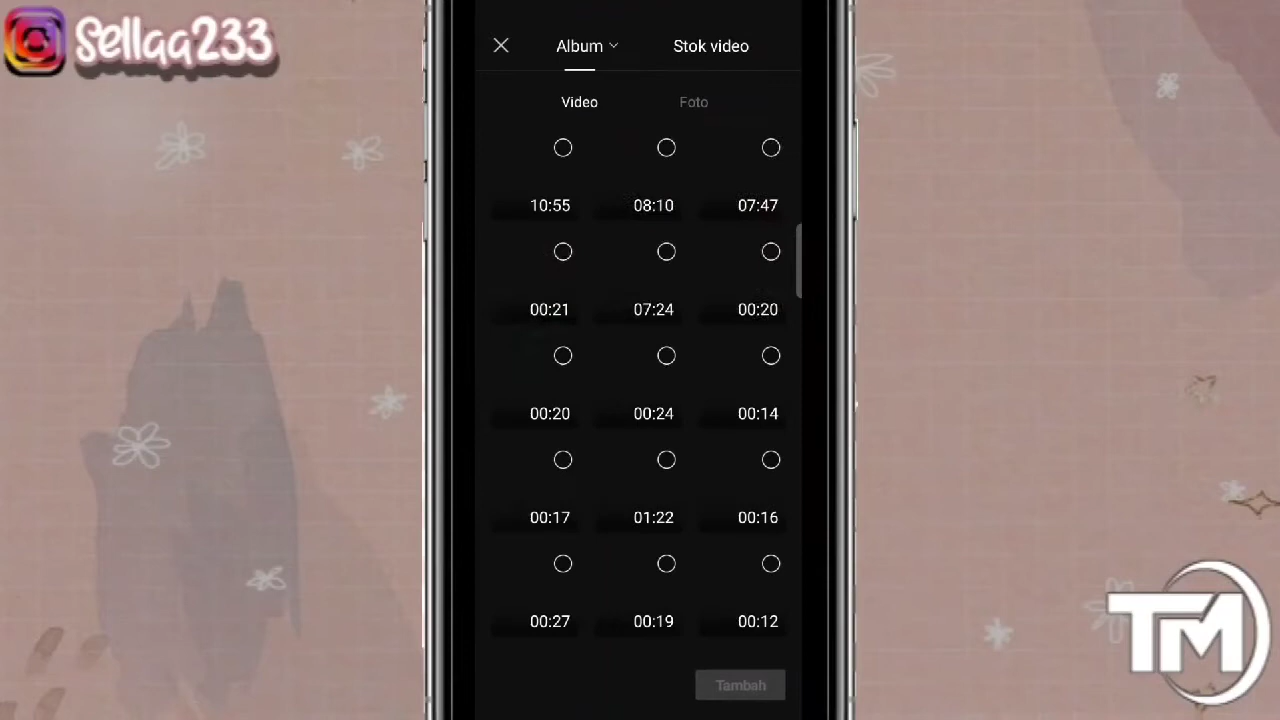 Sellqq233
Album Stok video
Video Foto
10:55 08:10 07:47
00:21 07:24 00:20
00:20 00:24 00:14
00:17 01:22 00:16
00:27 00:19 00:12
Tambah
TM